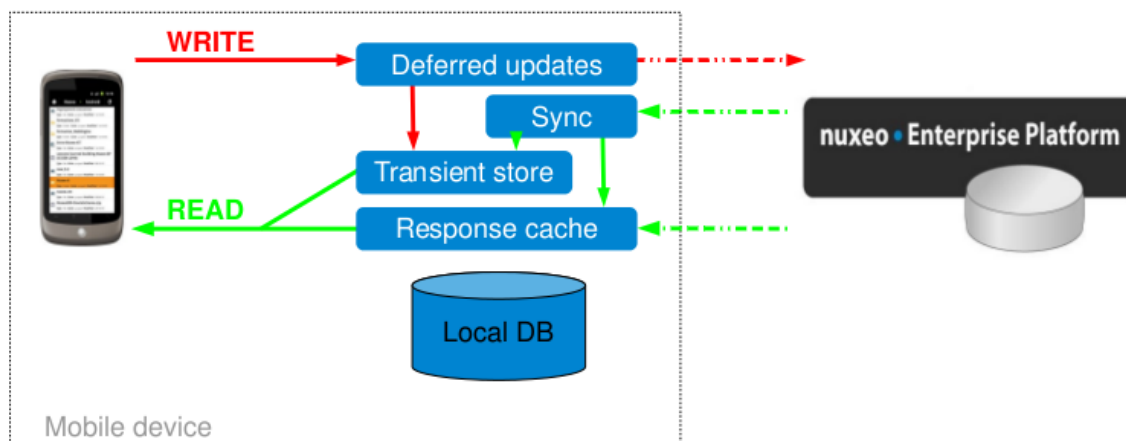 WRITE
Deferred updates
Sync
nuxeo • Enterprise Platform
Transient store
READ
Response cache
Local DB
Mobile device